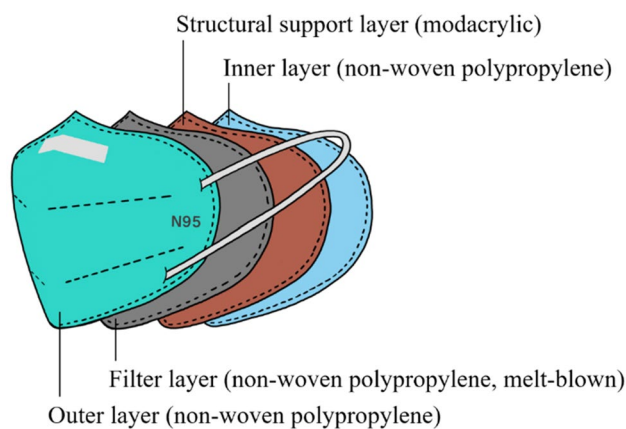 Structural support layer (modacrylic)
Inner layer (non-woven polypropylene)
N95
Filter layer (non-woven polypropylene, melt-blown)
Outer layer (non-woven polypropylene)